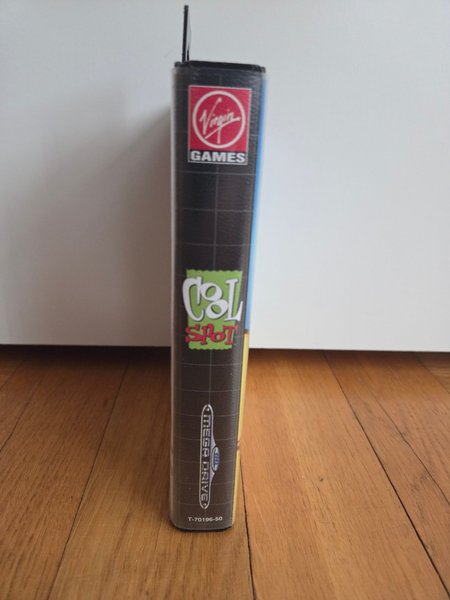 Virgin
GAMES
COOL
SPOT
MEGA DRIVE
T-70196-50